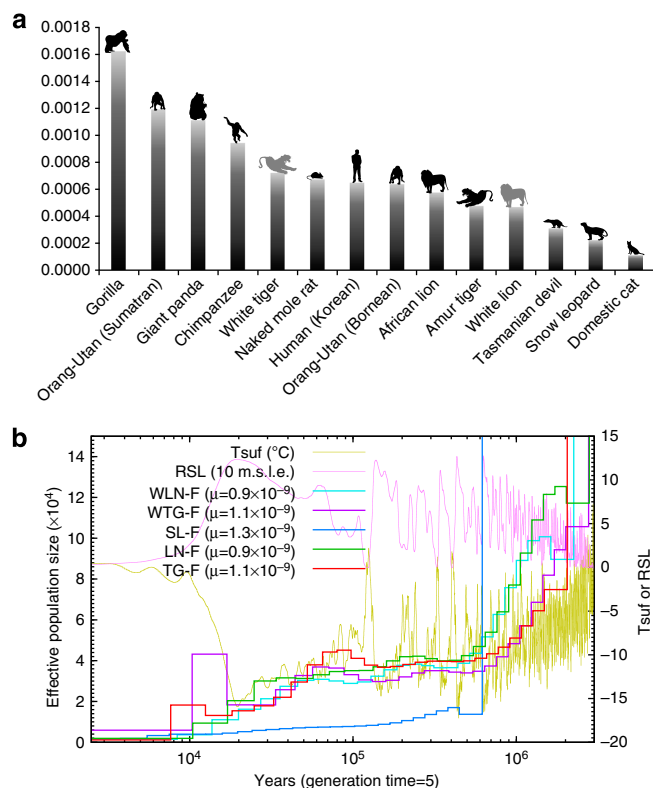 a
0.0018
0.0016
0.0014
0.0012
0.0010
0.0008
0.0006
0.0004
0.0002
0.0000
Gorilla
Orang-Utan (Sumatran)
Giant panda
Chimpanzee
White tiger
Naked mole rat
Human (Korean)
Orang-Utan (Bornean)
African lion
Amur tiger
White lion
Tasmanian devil
Snow leopard
Domestic cat
b
Effective population size (×10⁴)
14
12
10
8
6
4
2
0
Tsuf (°C)
RSL (10 m.s.l.e.)
WLN-F (μ=0.9×10⁻⁹)
WTG-F (μ=1.1×10⁻⁹)
SL-F (μ=1.3×10⁻⁹)
LN-F (μ=0.9×10⁻⁹)
TG-F (μ=1.1×10⁻⁹)
15
10
5
0
−5
−10
−15
−20
Tsuf or RSL
10⁴ 10⁵ 10⁶
Years (generation time=5)